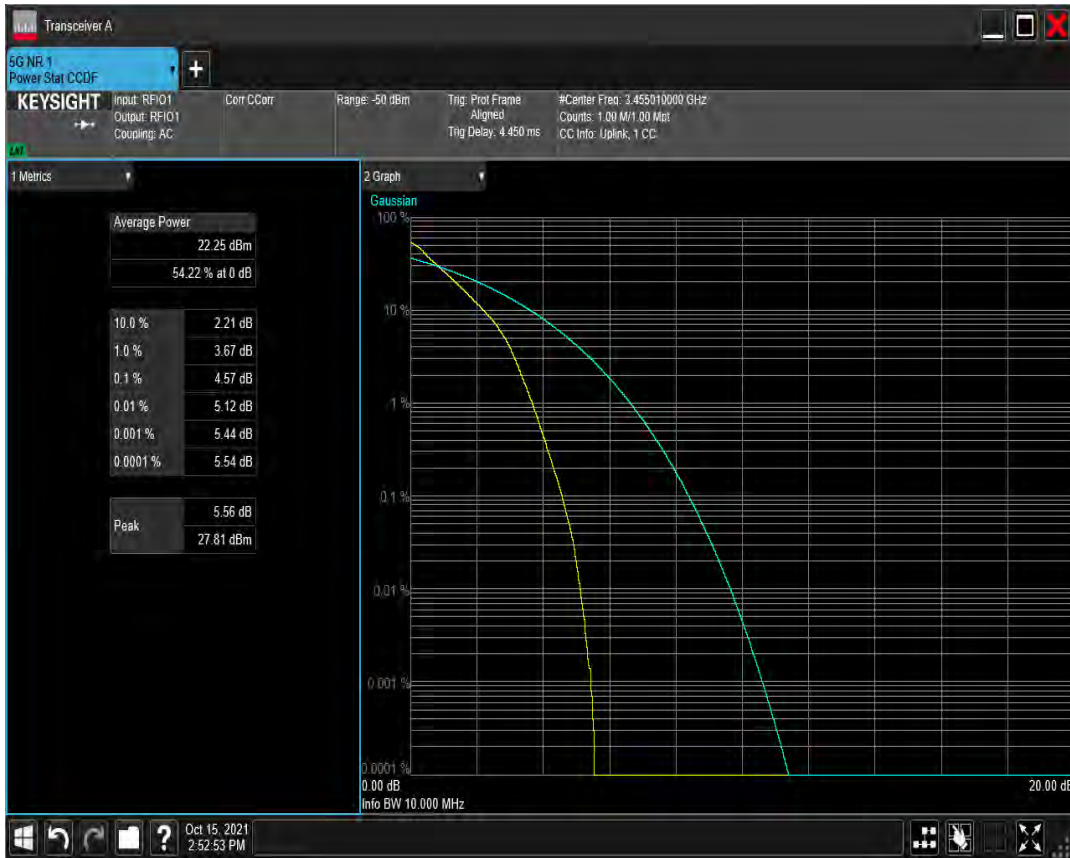 Transceiver A
5G NR 1
Power Stat CCDF
+
KEYSIGHT
Input: RFIO1
Output: RFIO1
Coupling: AC
Corr CCorr
Range: -50 dBm
Trig: Prot Frame
Aligned
Trig Delay: 4.450 ms
#Center Freq: 3.455010000 GHz
Counts: 1.00 M/1.00 Mpt
CC Info: Uplink, 1 CC
LNI
1 Metrics
Average Power
22.25 dBm
54.22 % at 0 dB
10.0 % 2.21 dB
1.0 % 3.67 dB
0.1 % 4.57 dB
0.01 % 5.12 dB
0.001 % 5.44 dB
0.0001 % 5.54 dB
Peak
5.56 dB
27.81 dBm
2 Graph
Gaussian
100 %
10 %
1 %
0.1 %
0.01 %
0.001 %
0.0001 %
0.00 dB
20.00 dB
Info BW 10.000 MHz
?
Oct 15, 2021
2:52:53 PM